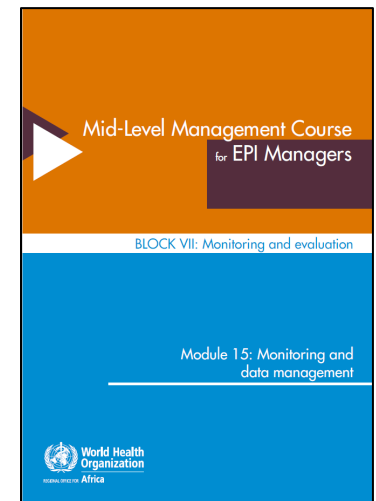 Mid-Level Management Course
for EPI Managers
BLOCK VII: Monitoring and evaluation
Module 15: Monitoring and
data management
World Health
Organization
REGIONAL OFFICE FOR Africa